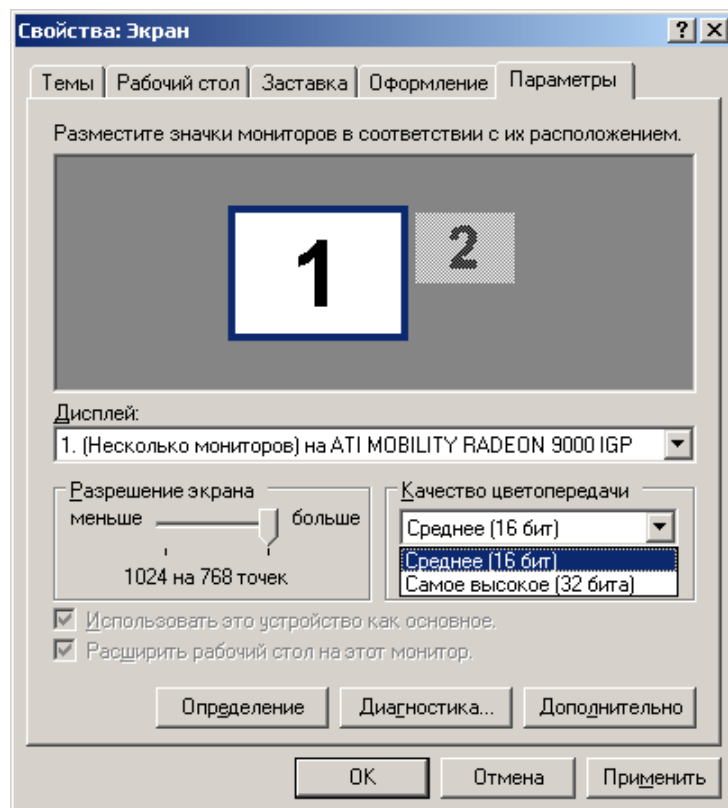 Свойства: Экран
Темы Рабочий стол Заставка Оформление Параметры
Разместите значки мониторов в соответствии с их расположением.
1 2
Дисплей:
1. (Несколько мониторов) на ATI MOBILITY RADEON 9000 IGP
Разрешение экрана
меньше больше
1024 на 768 точек
Качество цветопередачи
Среднее (16 бит)
Среднее (16 бит)
Самое высокое (32 бита)
Использовать это устройство как основное.
Расширить рабочий стол на этот монитор.
Определение Диагностика... Дополнительно
OK Отмена Применить